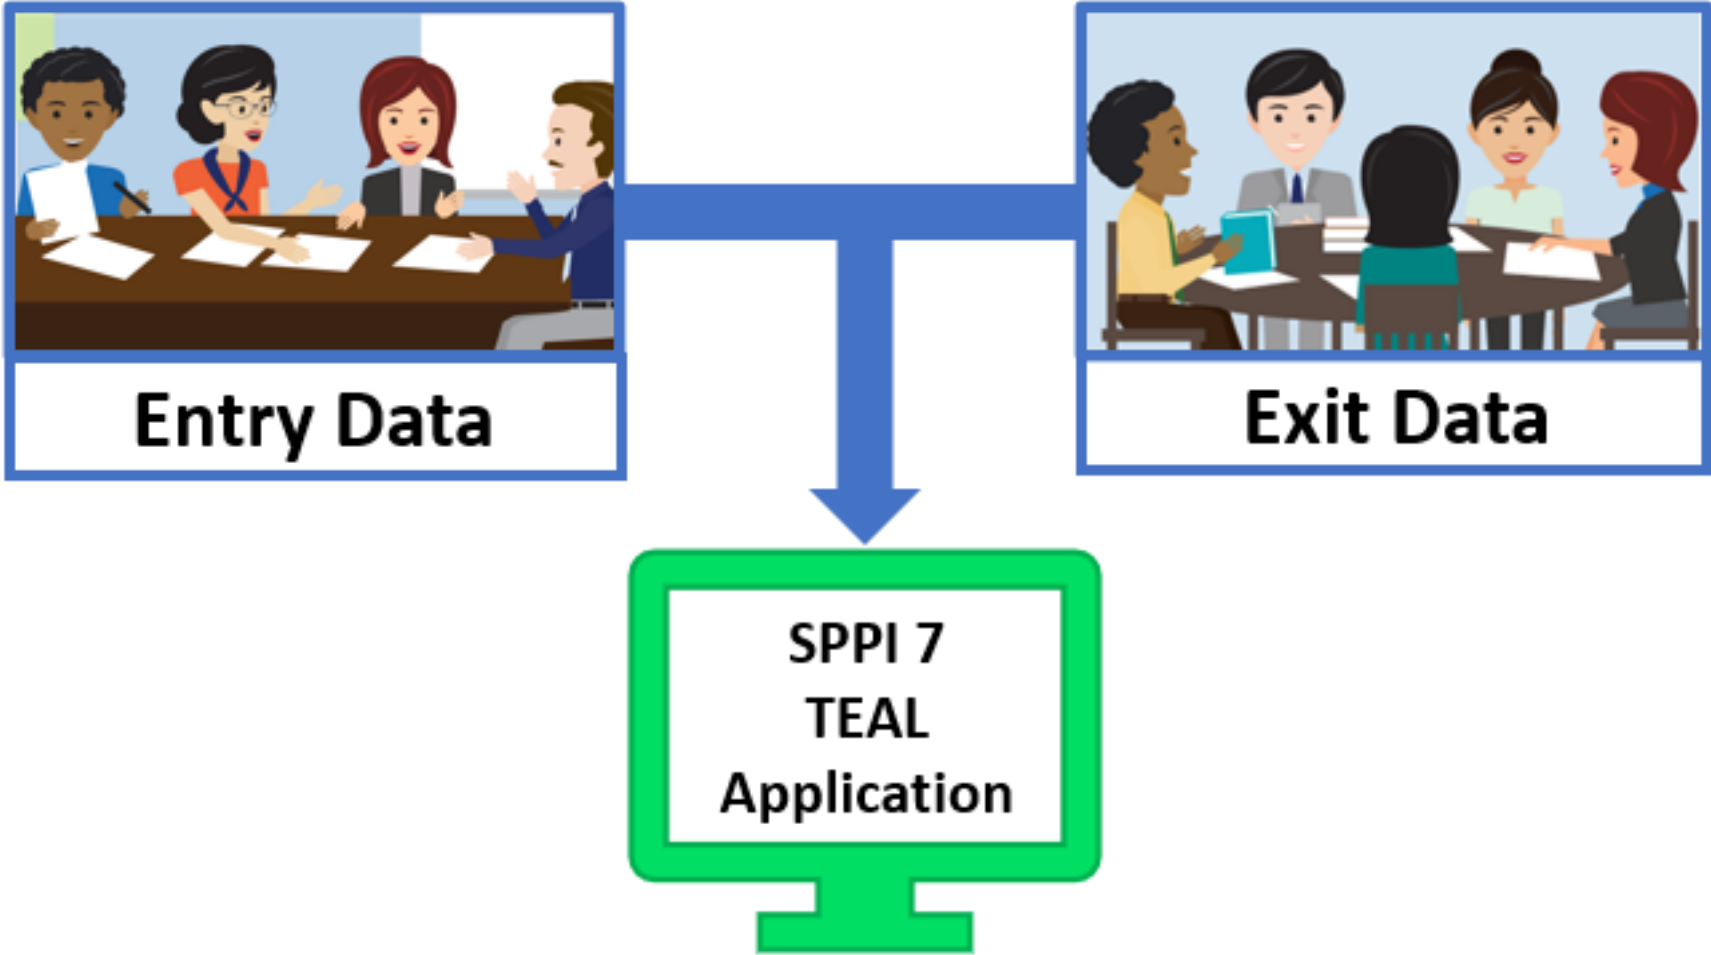 Entry Data
Exit Data
SPPI 7
TEAL
Application